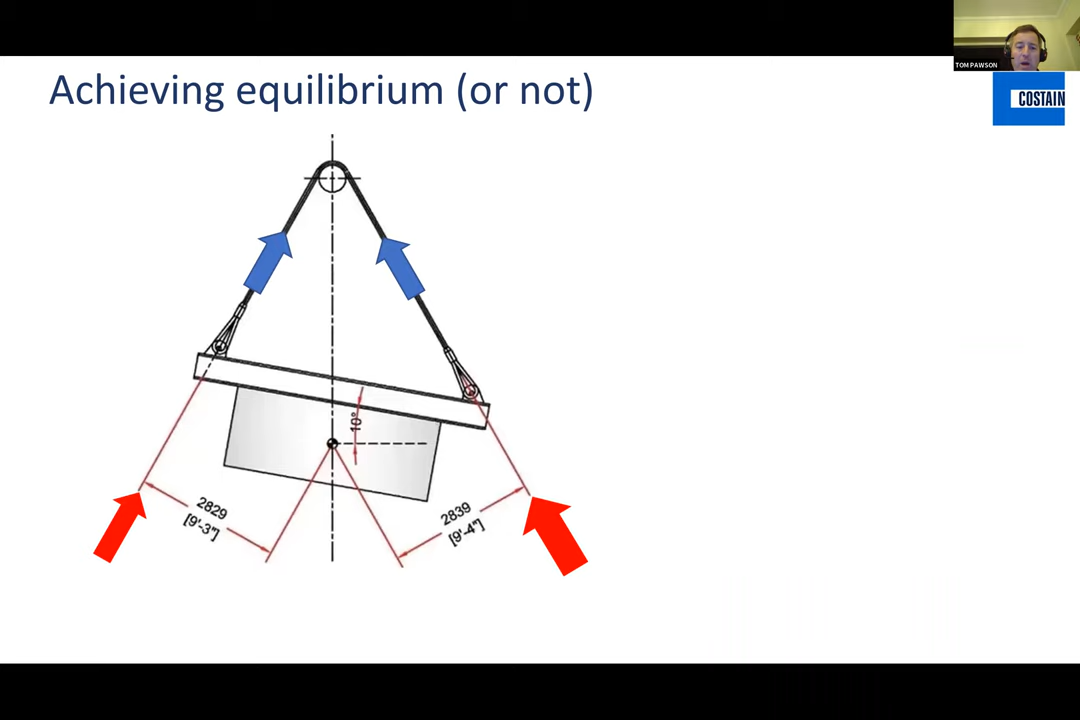 TOM PAWSON
COSTAIN
Achieving equilibrium (or not)
10°
2829
[9'-3"]
2839
[9'-4"]